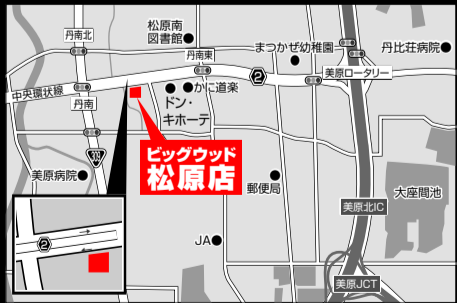 丹南北
松原南
図書館
丹南東
まつかぜ幼稚園
丹比荘病院
2
美原ロータリー
中央環状線
丹南
かに道楽
ドン・
キホーテ
309
ビッグウッド
松原店
美原病院
郵便局
大座間池
美原北IC
2
JA
美原JCT